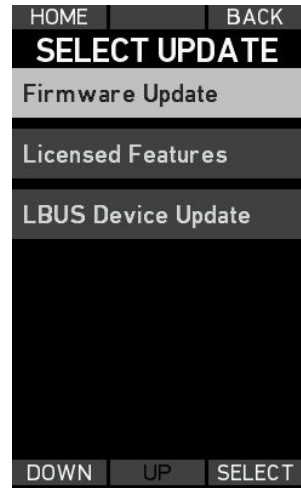 HOME BACK
SELECT UPDATE
Firmware Update
Licensed Features
LBUS Device Update
DOWN UP SELECT